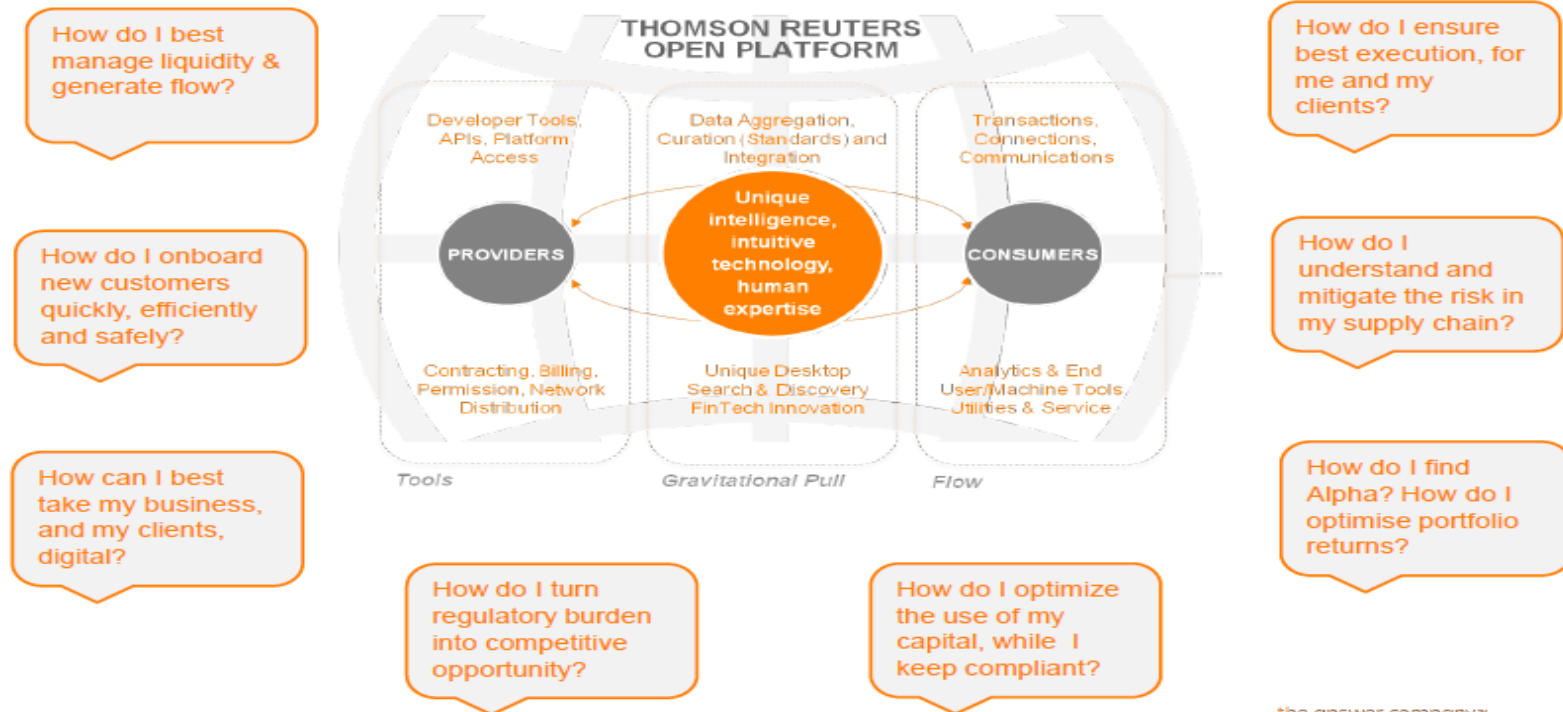 How do I best
manage liquidity &
generate flow?
THOMSON REUTERS
OPEN PLATFORM
How do I ensure
best execution, for
me and my
clients?
Developer Tools,
APIs, Platform
Access
Data Aggregation,
Curation (Standards) and
Integration
Transactions,
Connections,
Communications
How do I onboard
new customers
quickly, efficiently
and safely?
PROVIDERS
Unique
intelligence,
intuitive
technology,
human
expertise
CONSUMERS
How do I
understand and
mitigate the risk in
my supply chain?
Contracting, Billing,
Permission, Network
Distribution
Unique Desktop
Search & Discovery
FinTech Innovation
Analytics & End
User/Machine Tools,
Utilities & Service
Tools
Gravitational Pull
Flow
How can I best
take my business,
and my clients,
digital?
How do I find
Alpha? How do I
optimise portfolio
returns?
How do I turn
regulatory burden
into competitive
opportunity?
How do I optimize
the use of my
capital, while I
keep compliant?